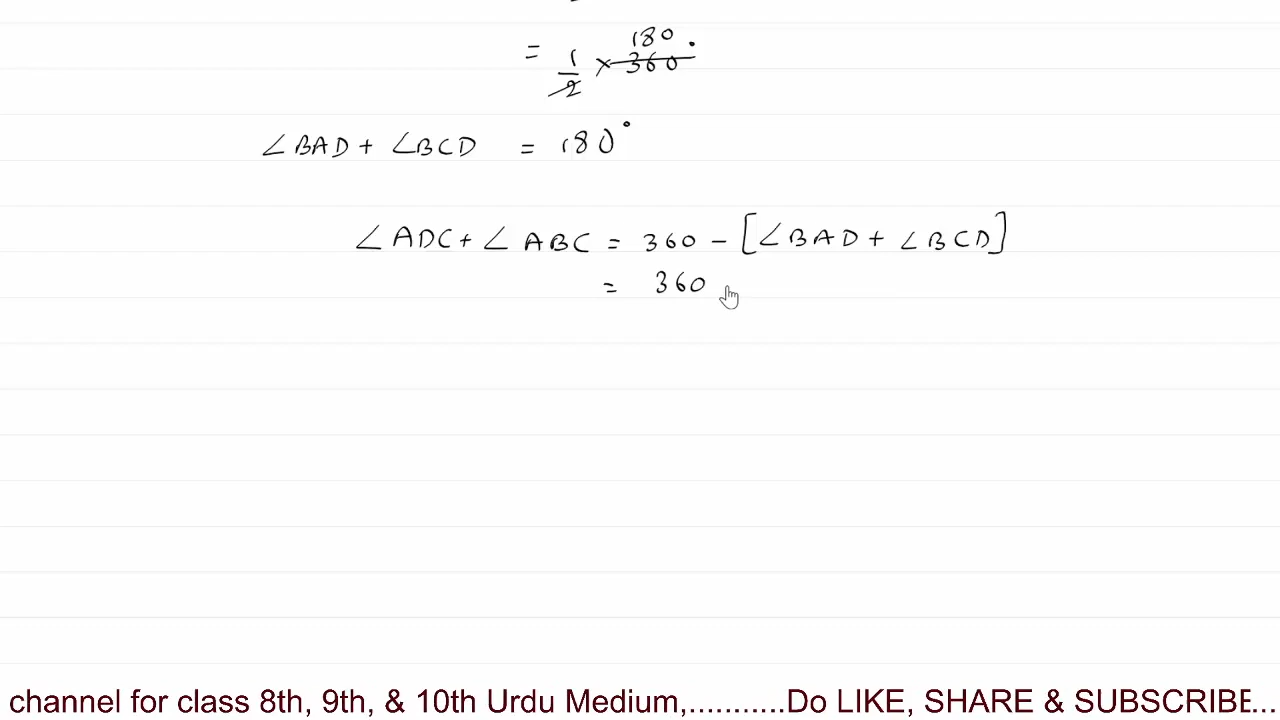 = 1/2 × 360 180°
∠BAD + ∠BCD = 180°
∠ADC + ∠ABC = 360 - [∠BAD + ∠BCD]
= 360
channel for class 8th, 9th, & 10th Urdu Medium,...........Do LIKE, SHARE & SUBSCRIBE...